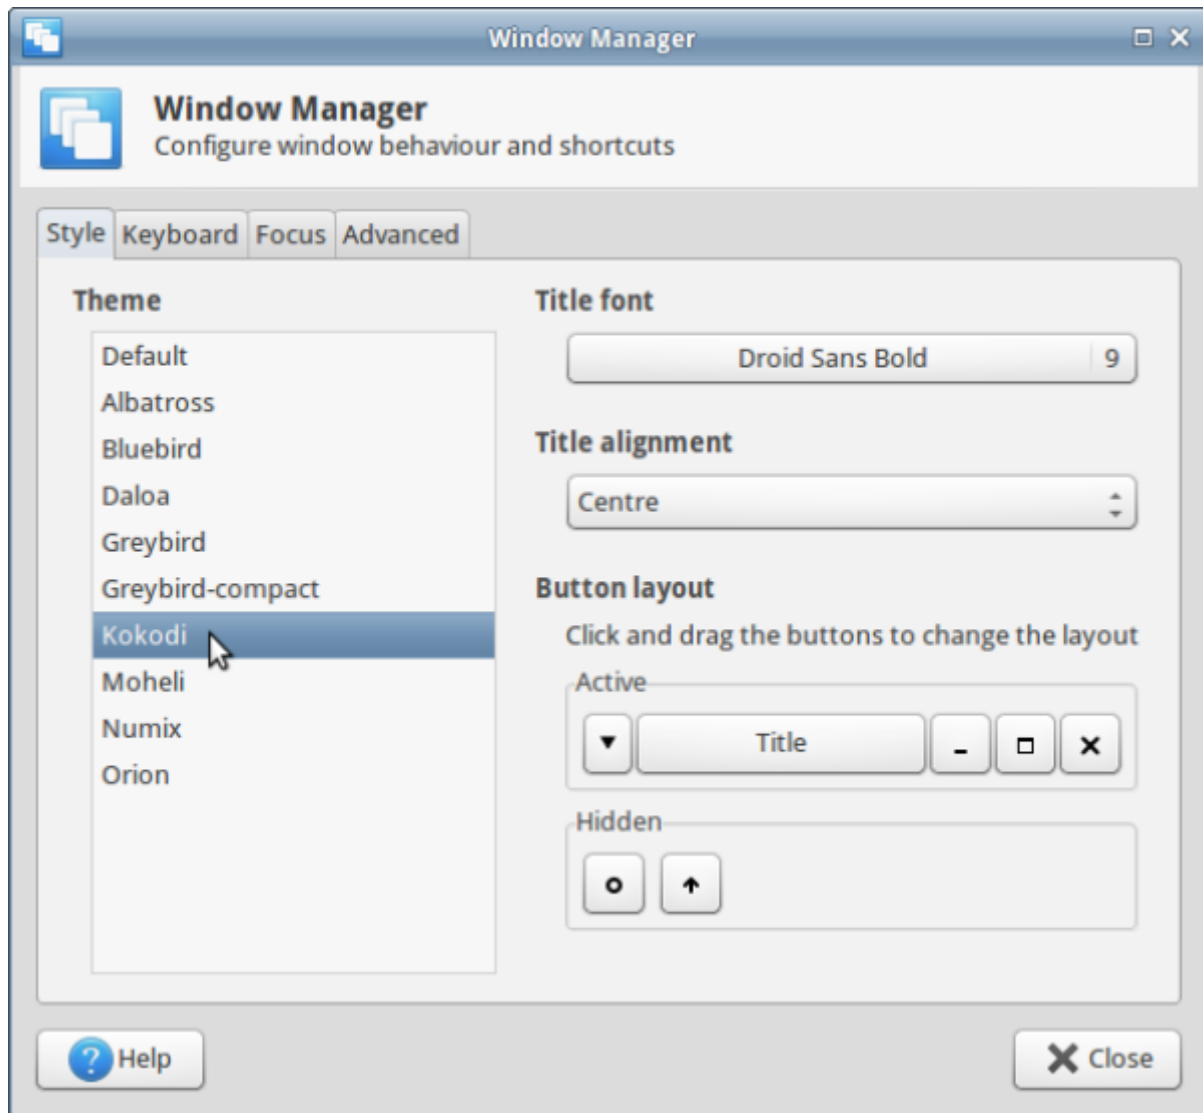 Window Manager
Window Manager
Configure window behaviour and shortcuts
Style Keyboard Focus Advanced
Theme
Default
Albatross
Bluebird
Daloa
Greybird
Greybird-compact
Kokodi
Moheli
Numix
Orion
Title font
Droid Sans Bold 9
Title alignment
Centre
Button layout
Click and drag the buttons to change the layout
Active
Title
Hidden
Help
Close